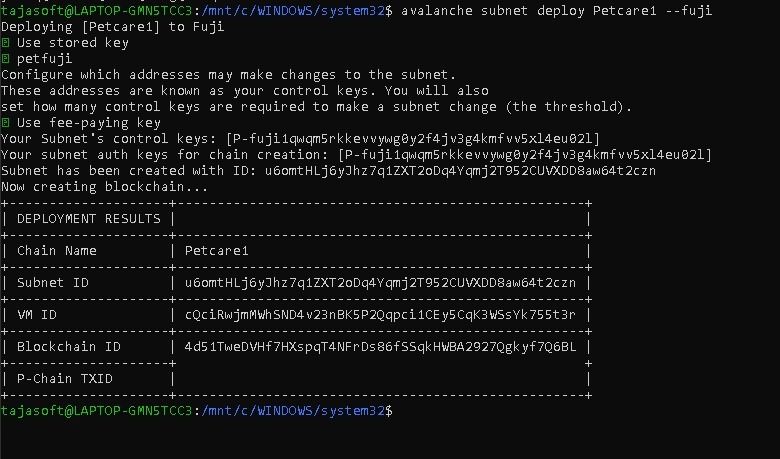 tajasoft@LAPTOP-GMN5TCC3:/mnt/c/WINDOWS/system32$ avalanche subnet deploy Petcare1 --fuji
Deploying [Petcare1] to Fuji
Use stored key
petfuji
Configure which addresses may make changes to the subnet.
These addresses are known as your control keys. You will also
set how many control keys are required to make a subnet change (the threshold).
Use fee-paying key
Your Subnet's control keys: [P-fuji1qwqm5rkkevvywg0y2f4jv3g4kmfvv5xl4eu02l]
Your subnet auth keys for chain creation: [P-fuji1qwqm5rkkevvywg0y2f4jv3g4kmfvv5xl4eu02l]
Subnet has been created with ID: u6omtHLj6yJhz7q1ZXT2oDq4Yqmj2T952CUVXDD8aw64t2czn
Now creating blockchain...
+--------------------+---------------------------------------------------+
| DEPLOYMENT RESULTS | |
+--------------------+---------------------------------------------------+
| Chain Name | Petcare1 |
+--------------------+---------------------------------------------------+
| Subnet ID | u6omtHLj6yJhz7q1ZXT2oDq4Yqmj2T952CUVXDD8aw64t2czn |
+--------------------+---------------------------------------------------+
| VM ID | cQciRwjmMWhSND4v23nBK5P2Qqpci1CEy5CqK3WSsYk755t3r |
+--------------------+---------------------------------------------------+
| Blockchain ID | 4d51TweDVHf7HXspqT4NFrDs86fSSqkHWBA2927Qgkyf7Q6BL |
+--------------------+---------------------------------------------------+
| P-Chain TXID | |
+--------------------+---------------------------------------------------+
tajasoft@LAPTOP-GMN5TCC3:/mnt/c/WINDOWS/system32$